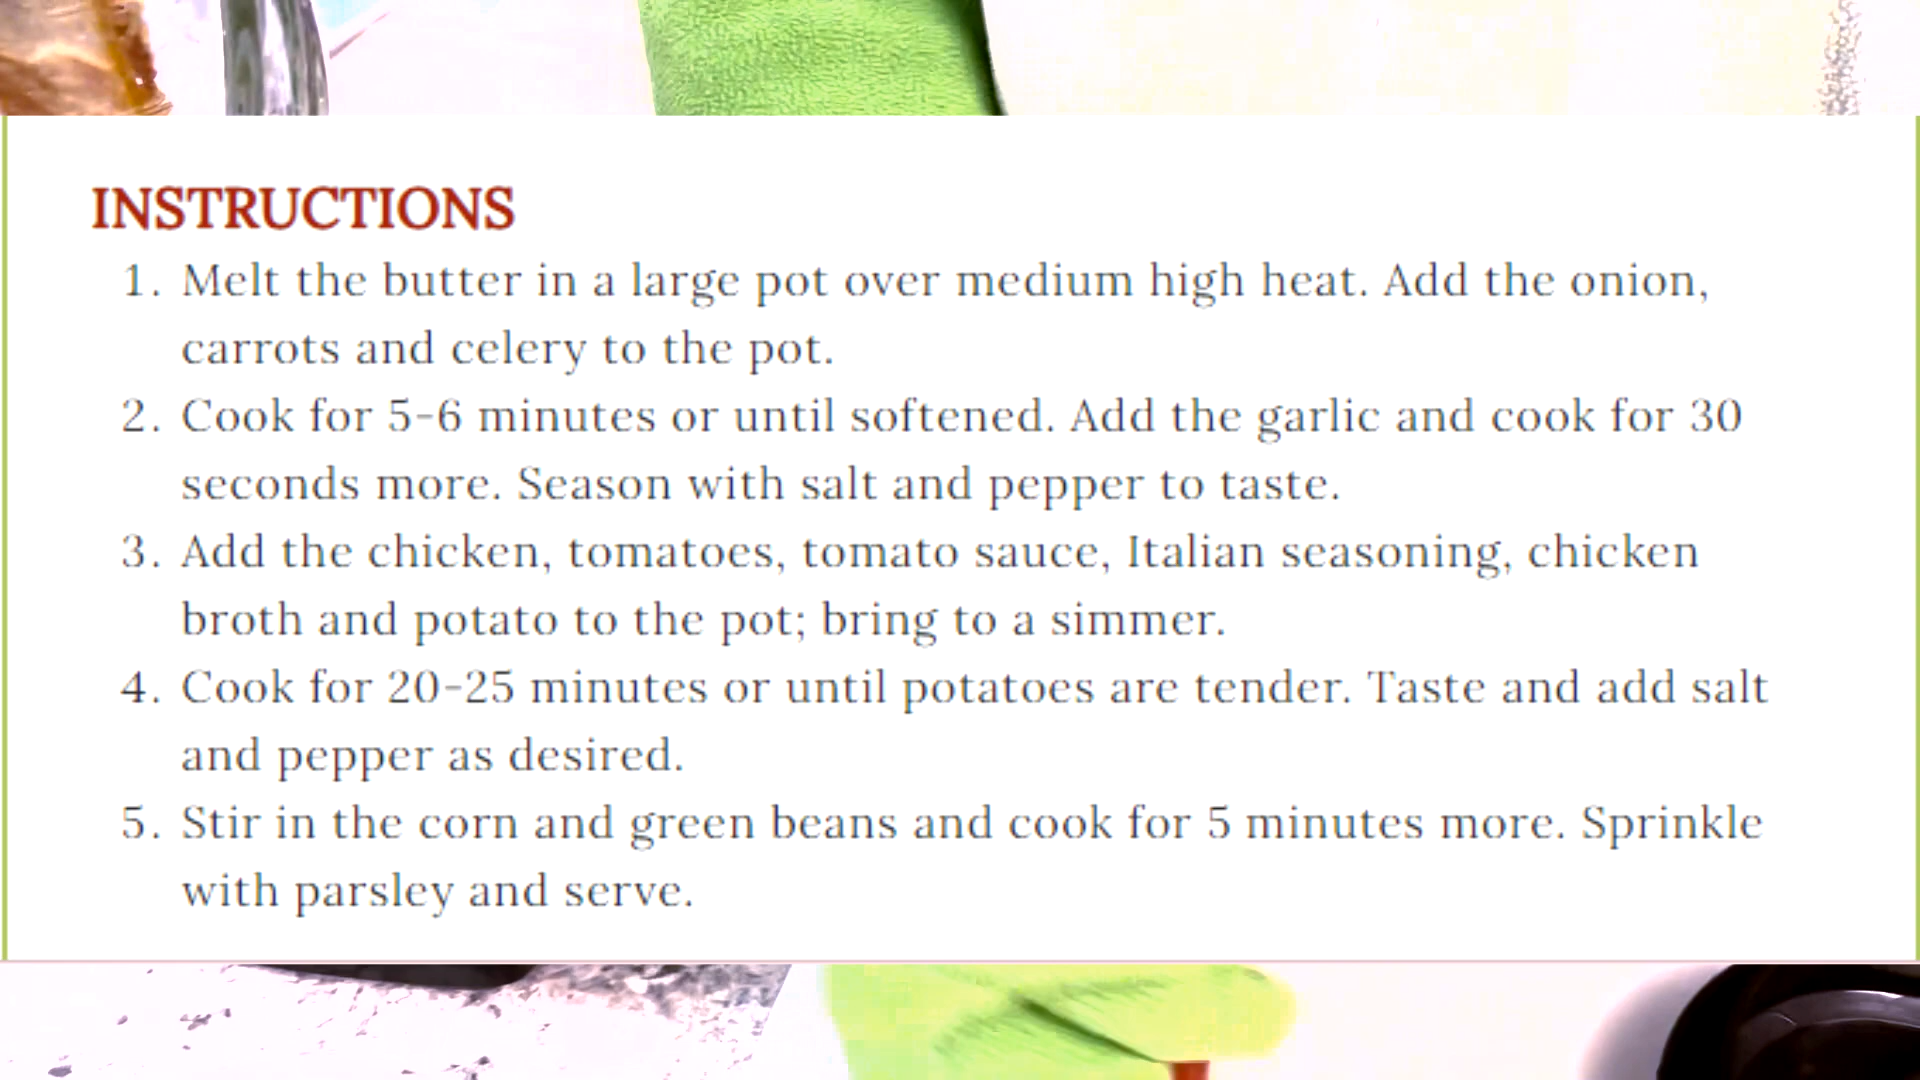 INSTRUCTIONS
1. Melt the butter in a large pot over medium high heat. Add the onion,
carrots and celery to the pot.
2. Cook for 5-6 minutes or until softened. Add the garlic and cook for 30
seconds more. Season with salt and pepper to taste.
3. Add the chicken, tomatoes, tomato sauce, Italian seasoning, chicken
broth and potato to the pot; bring to a simmer.
4. Cook for 20-25 minutes or until potatoes are tender. Taste and add salt
and pepper as desired.
5. Stir in the corn and green beans and cook for 5 minutes more. Sprinkle
with parsley and serve.